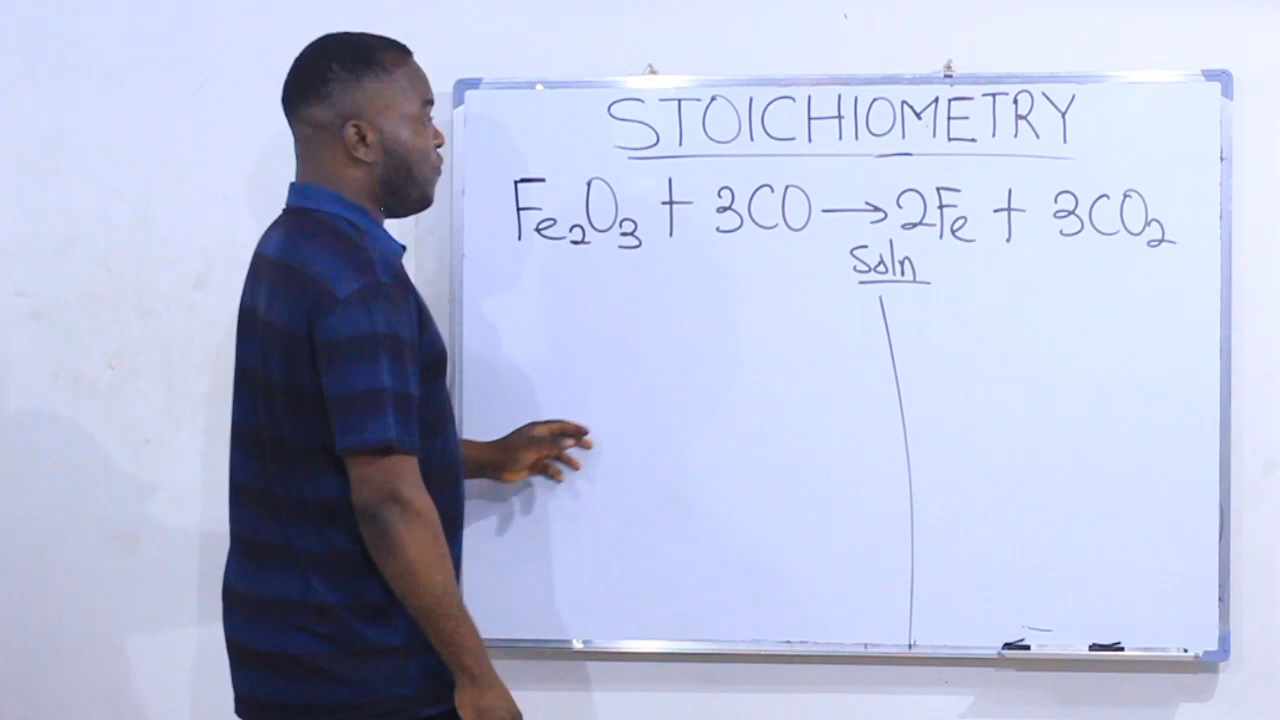 STOICHIOMETRY
Fe₂O₃ + 3CO → 2Fe + 3CO₂
Soln